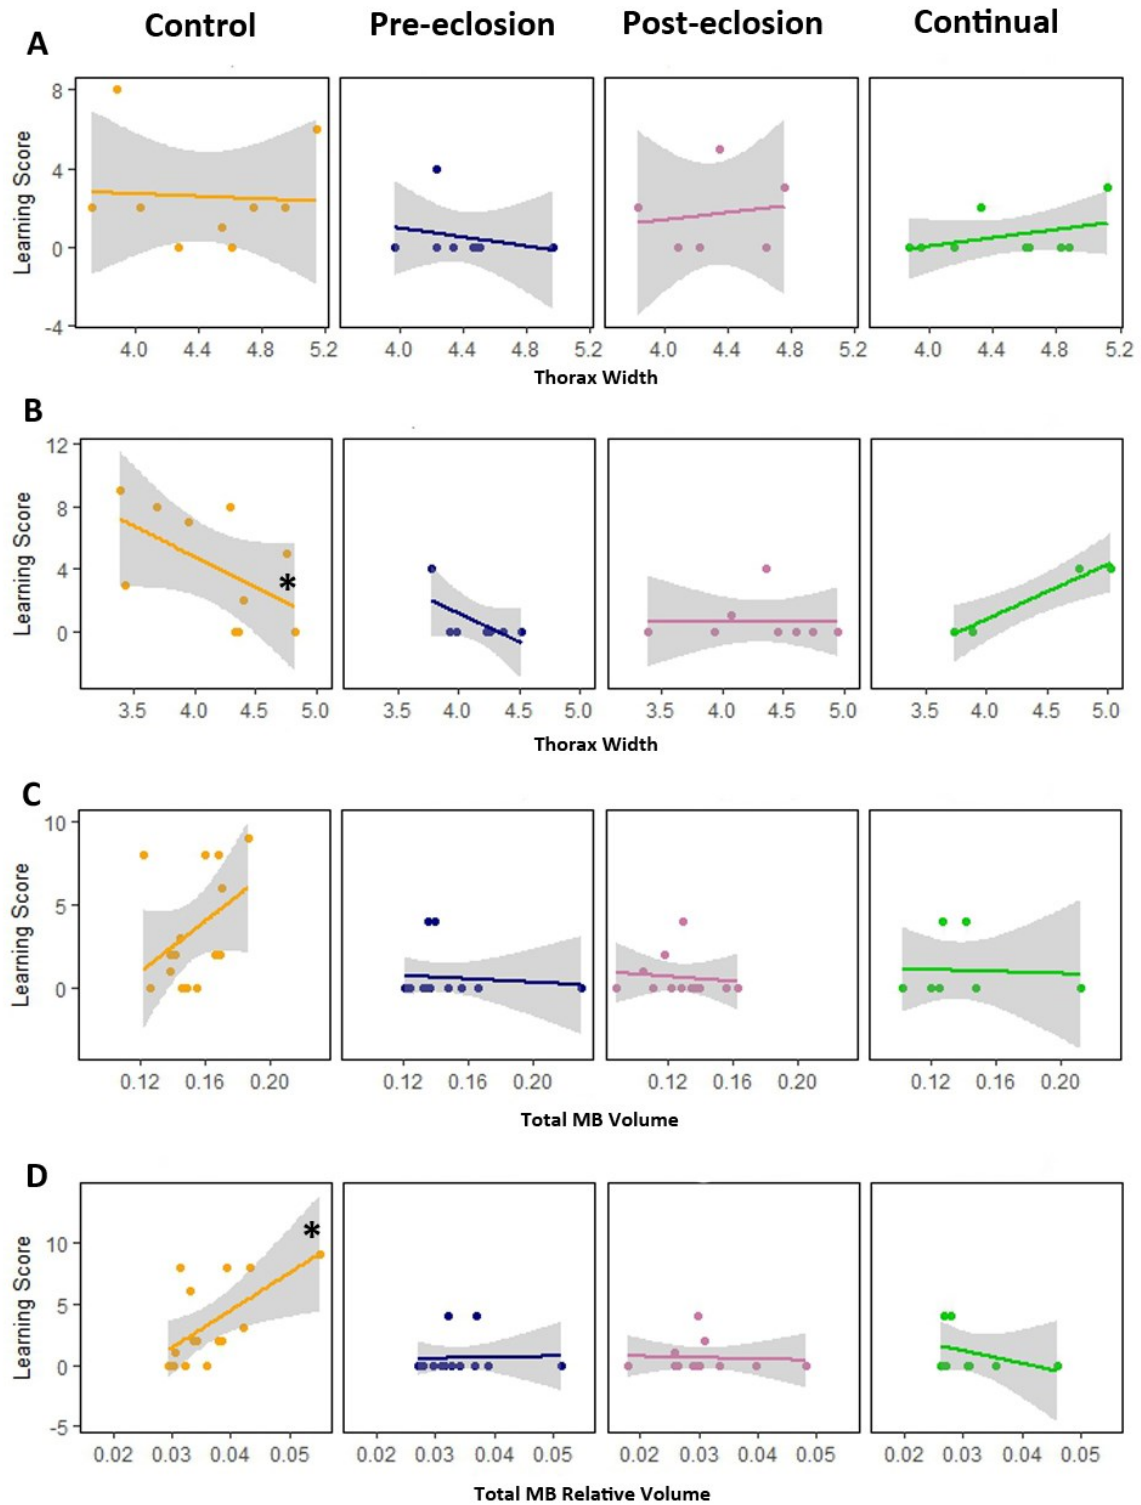 Control Pre-eclosion Post-eclosion Continual
A
Learning Score
8
4
0
-4
4.0 4.4 4.8 5.2 4.0 4.4 4.8 5.2 4.0 4.4 4.8 5.2 4.0 4.4 4.8 5.2
Thorax Width
B
Learning Score
12
8
4
0
*
3.5 4.0 4.5 5.0 3.5 4.0 4.5 5.0 3.5 4.0 4.5 5.0 3.5 4.0 4.5 5.0
Thorax Width
C
Learning Score
10
5
0
0.12 0.16 0.20 0.12 0.16 0.20 0.12 0.16 0.20 0.12 0.16 0.20
Total MB Volume
D
Learning Score
10
5
0
-5
*
0.02 0.03 0.04 0.05 0.02 0.03 0.04 0.05 0.02 0.03 0.04 0.05 0.02 0.03 0.04 0.05
Total MB Relative Volume